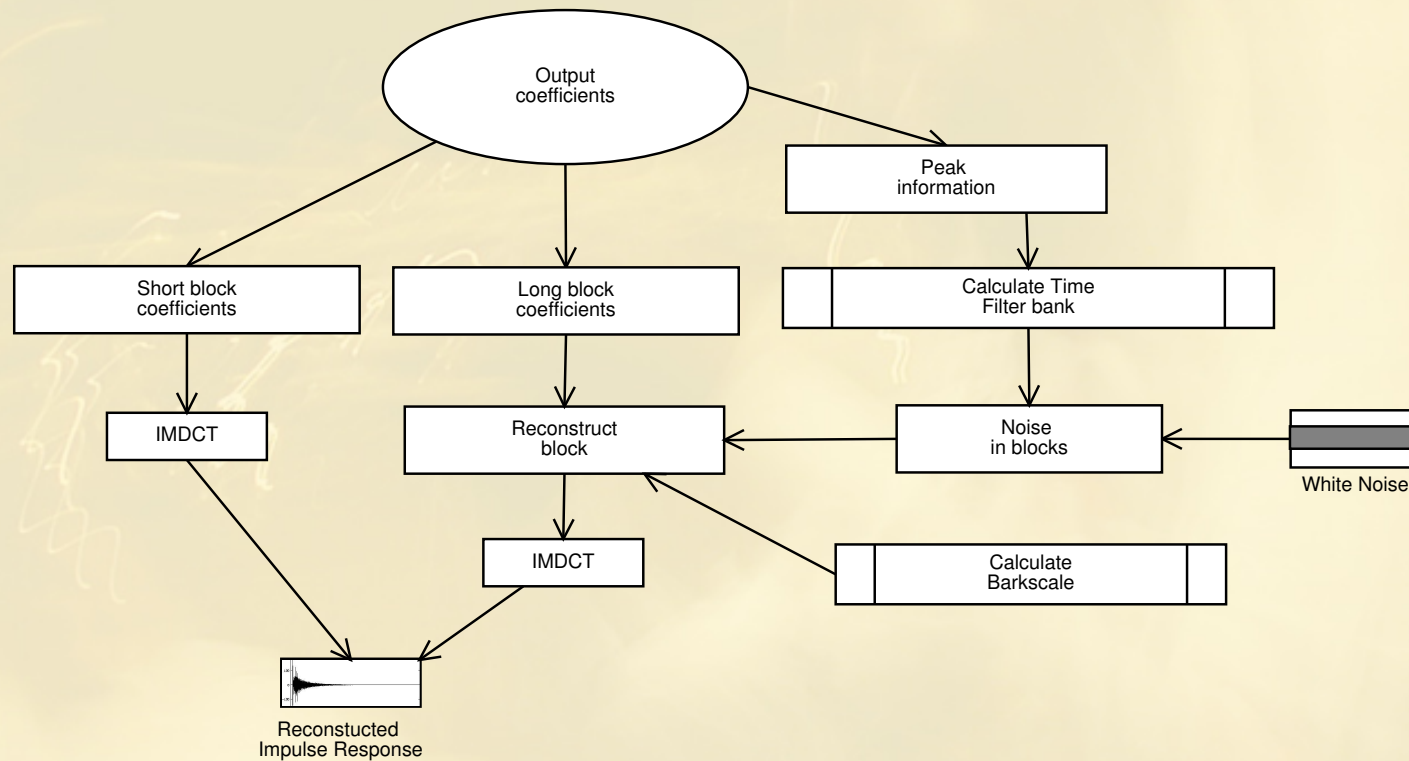 Output
coefficients
Peak
information
Short block
coefficients
Long block
coefficients
Calculate Time
Filter bank
IMDCT
Reconstruct
block
Noise
in blocks
White Noise
IMDCT
Calculate
Barkscale
Reconstucted
Impulse Response